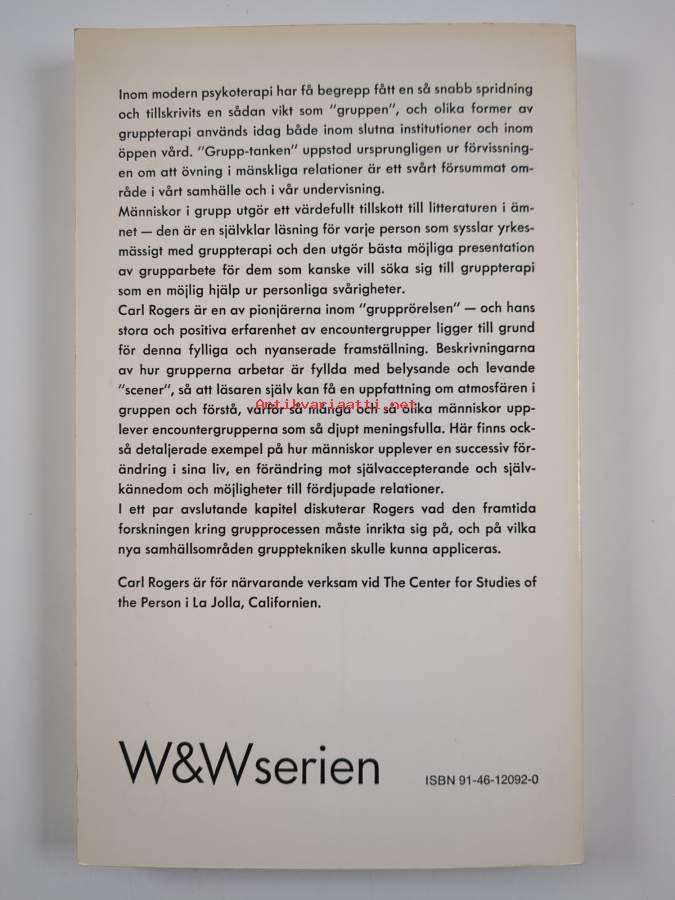 Inom modern psykoterapi har få begrepp fått en så snabb spridning
och tillskrivits en sådan vikt som "gruppen", och olika former av
gruppterapi används idag både inom slutna institutioner och inom
öppen vård. "Grupp-tanken" uppstod ursprungligen ur förvissning-
en om att övning i mänskliga relationer är ett svårt försummat om-
råde i vårt samhälle och i vår undervisning.
Människor i grupp utgör ett värdefullt tillskott till litteraturen i äm-
net — den är en självklar läsning för varje person som sysslar yrkes-
mässigt med gruppterapi och den utgör bästa möjliga presentation
av grupparbete för dem som kanske vill söka sig till gruppterapi
som en möjlig hjälp ur personliga svårigheter.
Carl Rogers är en av pionjärerna inom "grupprörelsen" — och hans
stora och positiva erfarenhet av encountergrupper ligger till grund
för denna fylliga och nyanserade framställning. Beskrivningarna
av hur grupperna arbetar är fyllda med belysande och levande
"scener", så att läsaren själv kan få en uppfattning om atmosfären i
Antikvariaatti.net
gruppen och förstå, varför så många och så olika människor upp-
lever encountergrupperna som så djupt meningsfulla. Här finns ock-
så detaljerade exempel på hur människor upplever en successiv för-
ändring i sina liv, en förändring mot självaccepterande och själv-
kännedom och möjligheter till fördjupade relationer.
I ett par avslutande kapitel diskuterar Rogers vad den framtida
forskningen kring grupprocessen måste inrikta sig på, och på vilka
nya samhällsområden grupptekniken skulle kunna appliceras.
Carl Rogers är för närvarande verksam vid The Center for Studies of
the Person i La Jolla, Californien.
W&Wserien
ISBN 91-46-12092-0